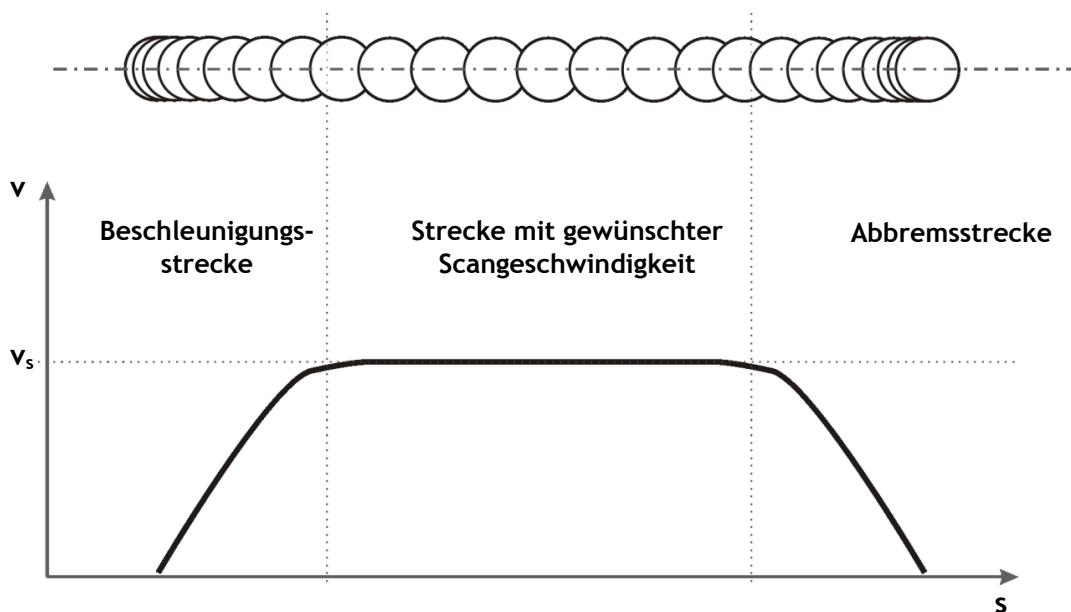 v
Beschleunigungs-
strecke
Strecke mit gewünschter
Scangeschwindigkeit
Abbremsstrecke
vₛ
s